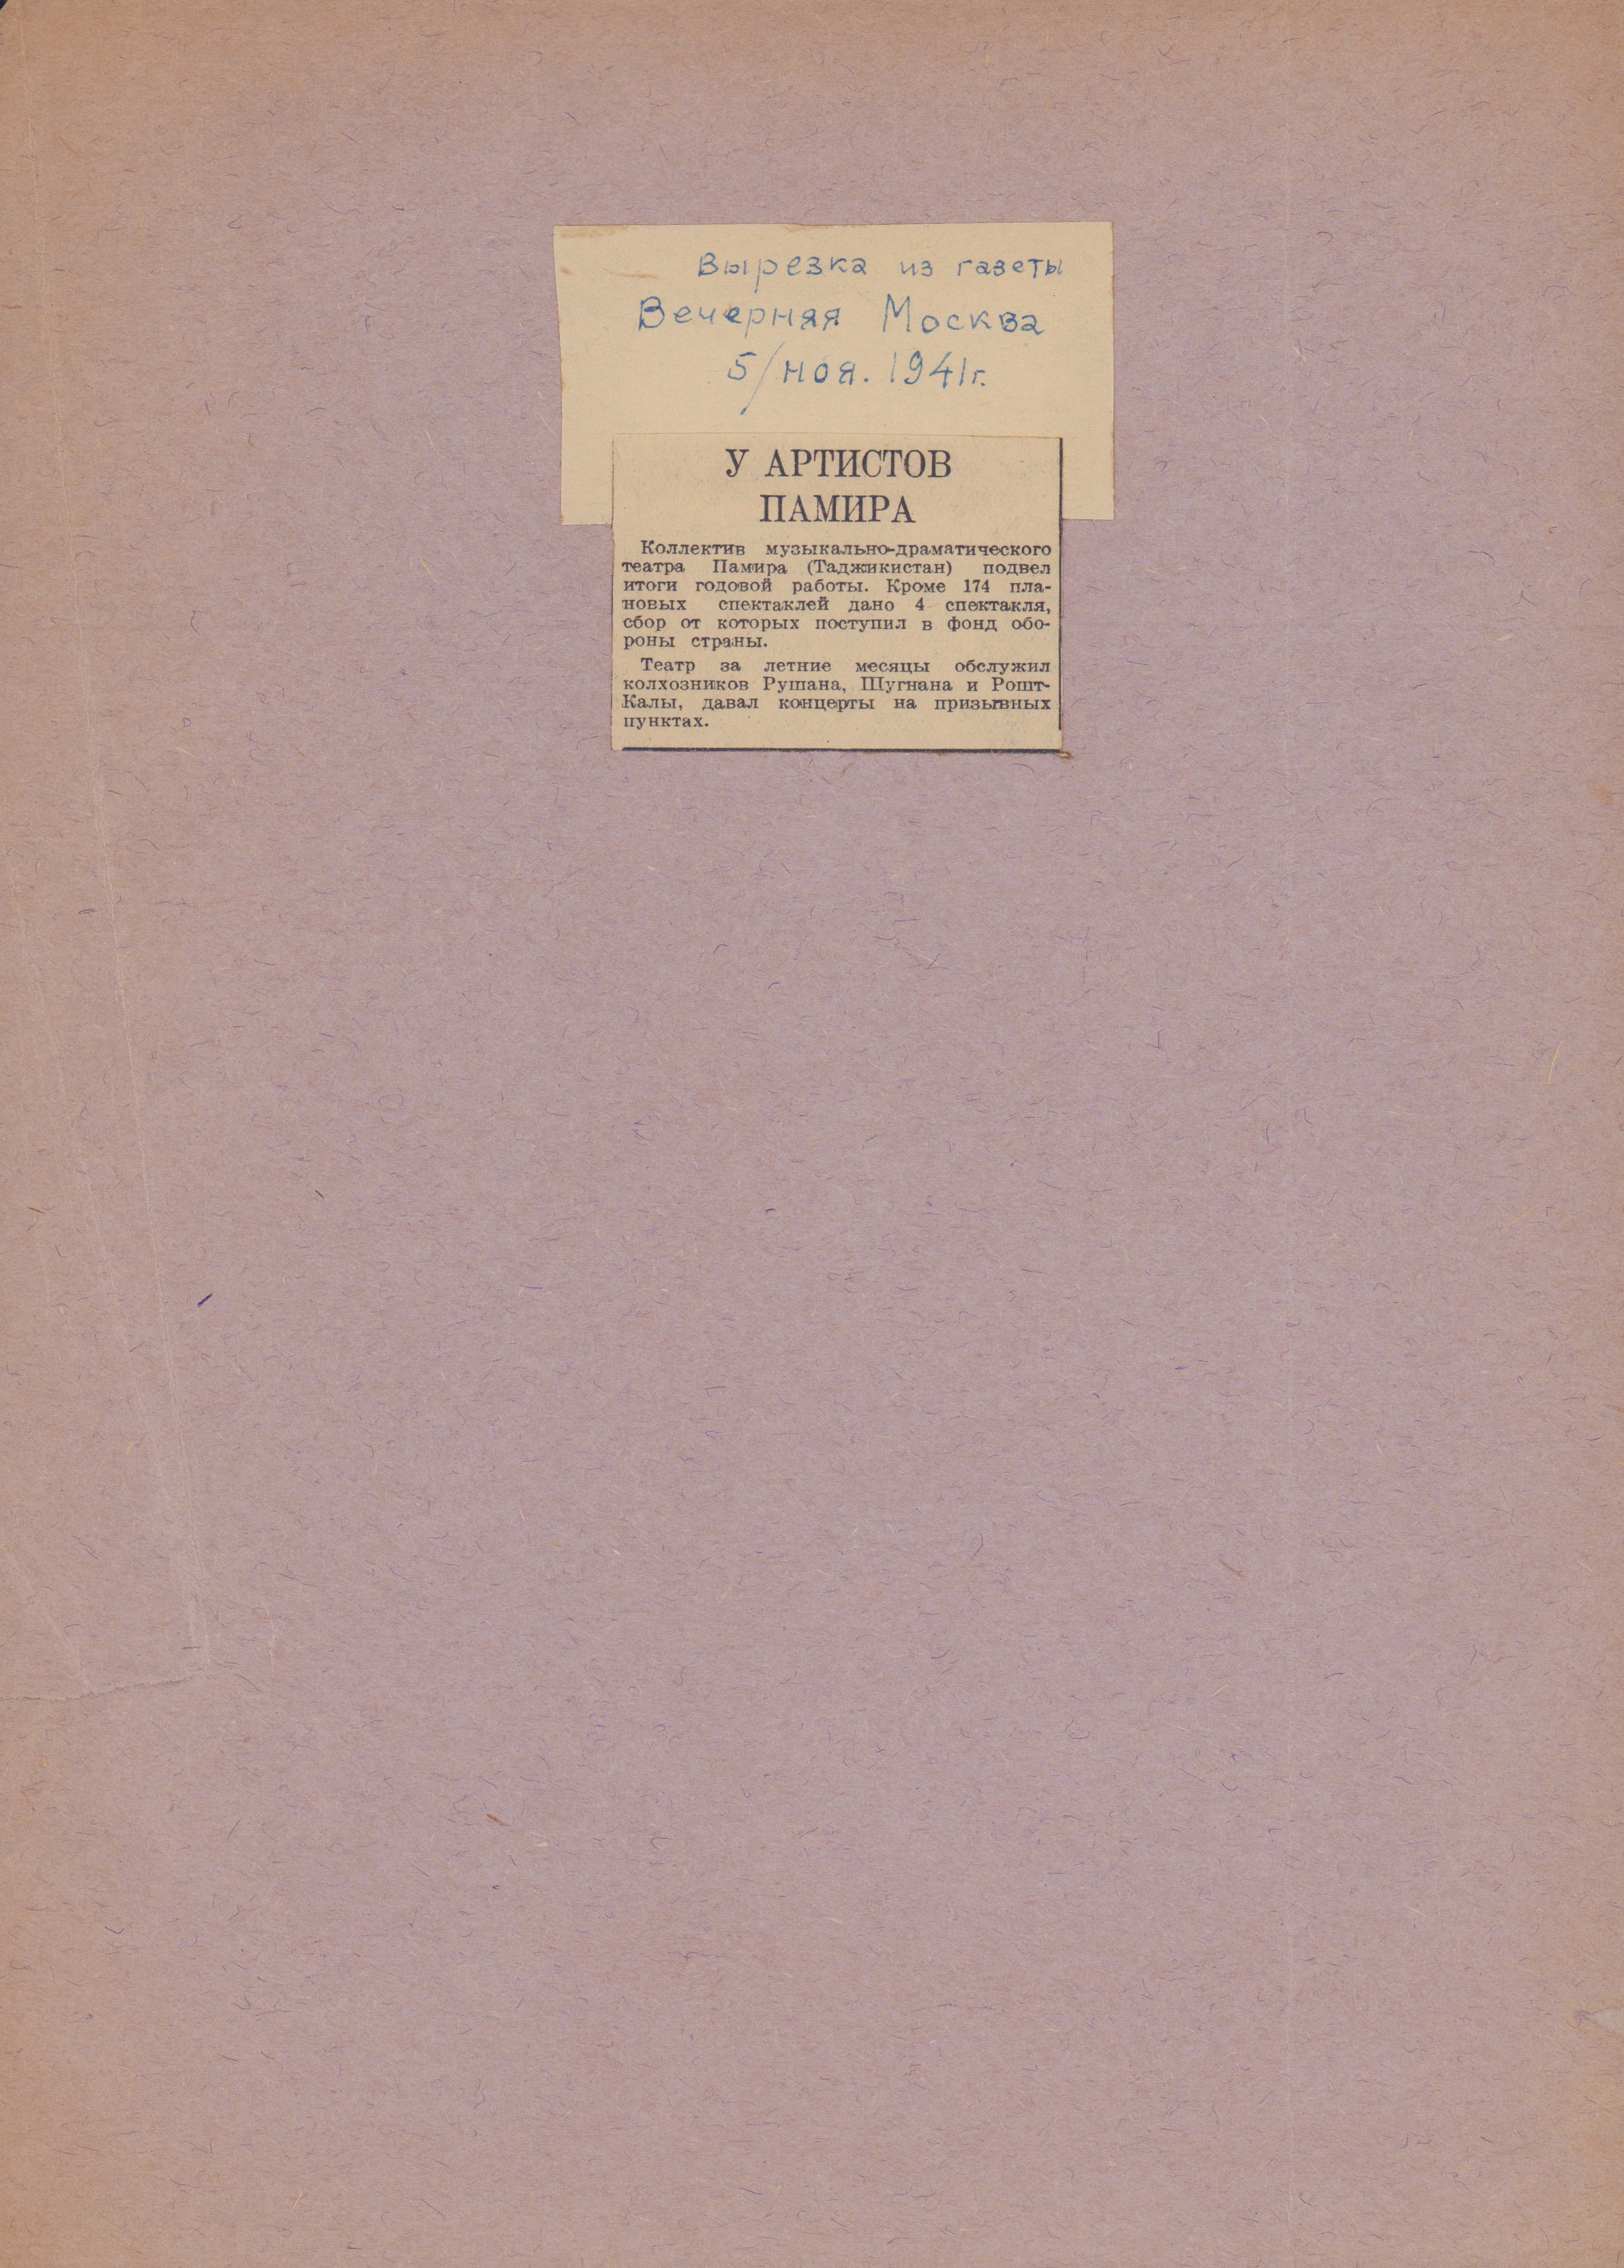 Вырезка из газеты
Вечерняя Москва
5/ноя. 1941г.
У АРТИСТОВ
ПАМИРА
Коллектив музыкально-драматического
театра Памира (Таджикистан) подвел
итоги годовой работы. Кроме 174 пла-
новых спектаклей дано 4 спектакля,
сбор от которых поступил в фонд обо-
роны страны.
Театр за летние месяцы обслужил
колхозников Рушана, Шугнана и Рошт-
Калы, давал концерты на призывных
пунктах.